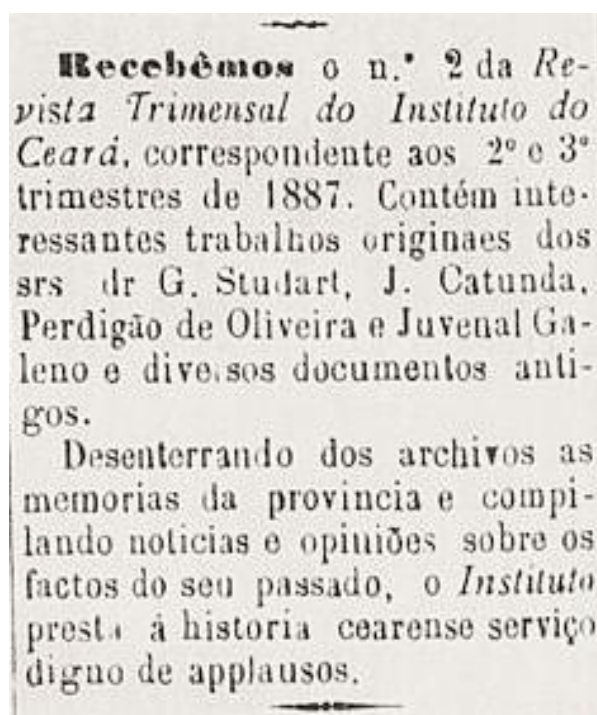 Recebêmos o n.º 2 da Re-
vista Trimensal do Instituto do
Ceará, correspondente aos 2º e 3º
trimestres de 1887. Contém inte-
ressantes trabalhos originaes dos
srs dr G. Studart, J. Catunda,
Perdigão de Oliveira e Juvenal Ga-
leno e diversos documentos anti-
gos.
Desenterrando dos archivos as
memorias da provincia e compi-
lando noticias e opiniões sobre os
factos do seu passado, o Instituto
presta á historia cearense serviço
digno de applausos.